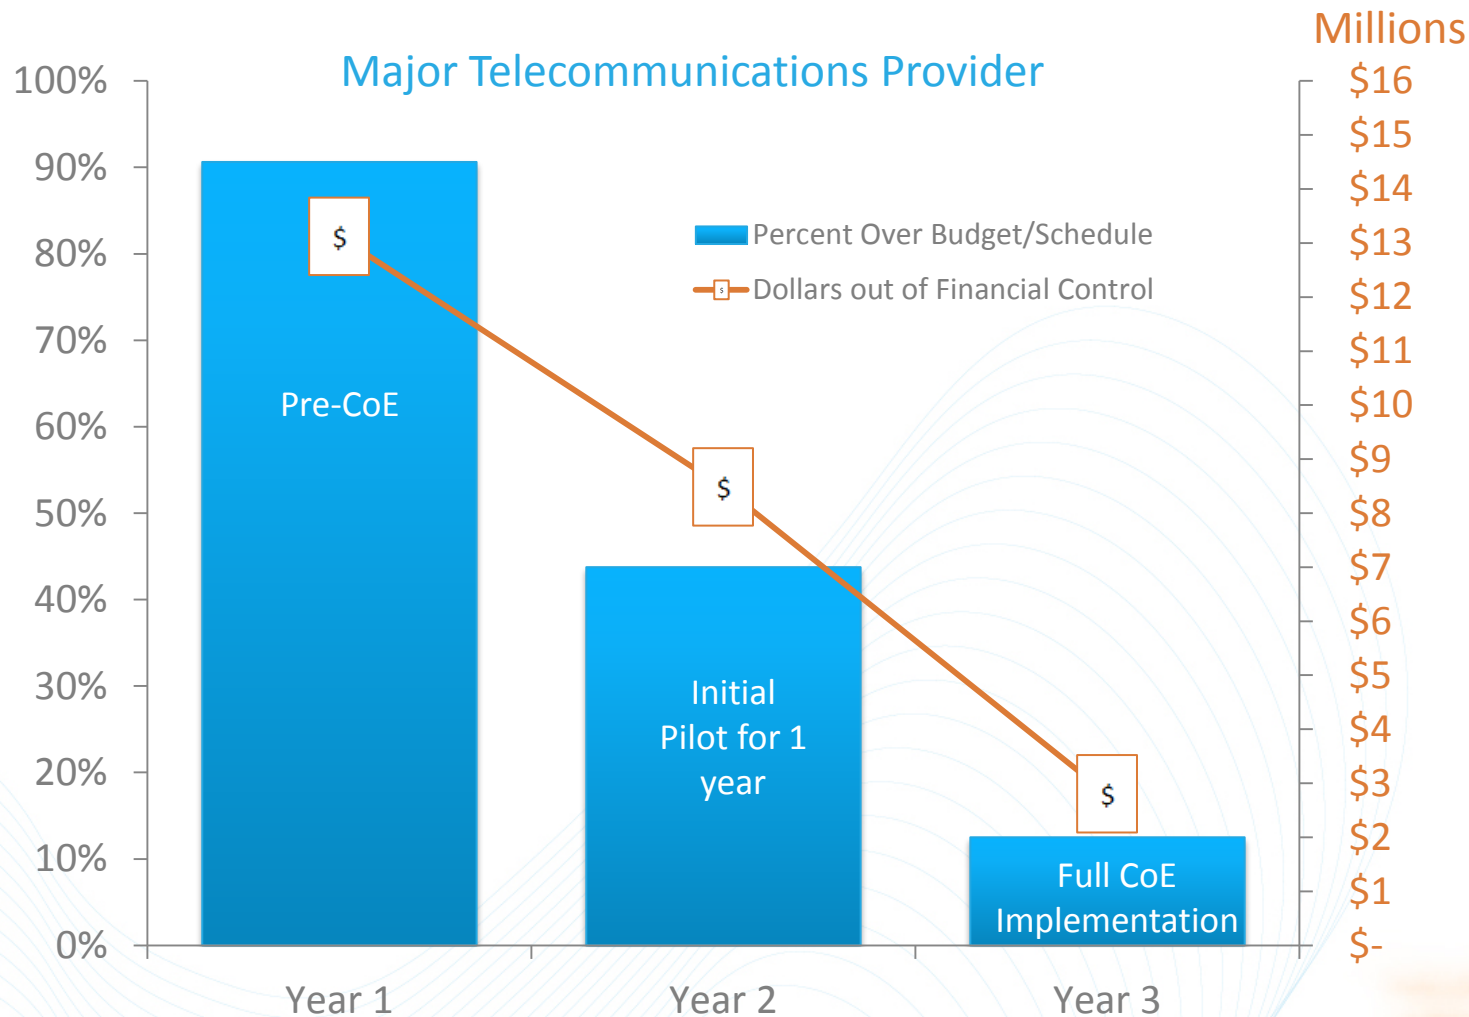 Millions
Major Telecommunications Provider
100%
90%
80%
70%
60%
50%
40%
30%
20%
10%
0%
$16
$15
$14
$13
$12
$11
$10
$9
$8
$7
$6
$5
$4
$3
$2
$1
$-
Percent Over Budget/Schedule
$
Dollars out of Financial Control
$
Pre-CoE
$
Initial
Pilot for 1
year
$
Full CoE
Implementation
Year 1
Year 2
Year 3